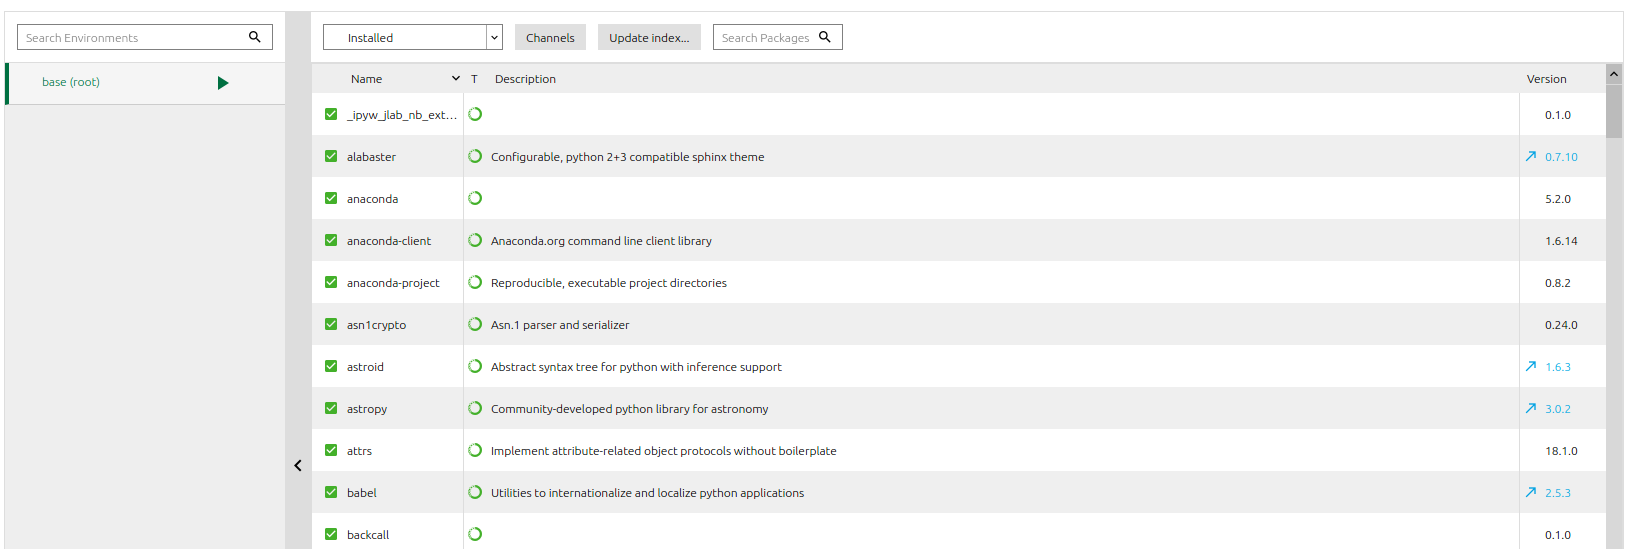 Search Environments
Installed
Channels
Update index...
Search Packages
base (root)
Name T Description Version
_ipyw_jlab_nb_ext... 0.1.0
alabaster Configurable, python 2+3 compatible sphinx theme 0.7.10
anaconda 5.2.0
anaconda-client Anaconda.org command line client library 1.6.14
anaconda-project Reproducible, executable project directories 0.8.2
asn1crypto Asn.1 parser and serializer 0.24.0
astroid Abstract syntax tree for python with inference support 1.6.3
astropy Community-developed python library for astronomy 3.0.2
attrs Implement attribute-related object protocols without boilerplate 18.1.0
babel Utilities to internationalize and localize python applications 2.5.3
backcall 0.1.0